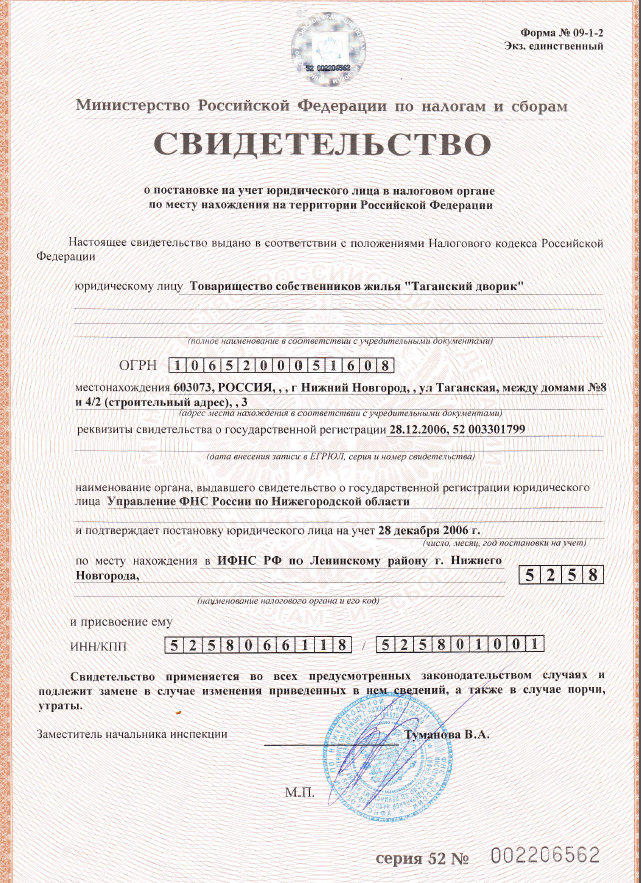 Форма № 09-1-2
Экз. единственный
52 002206562
Министерство Российской Федерации по налогам и сборам
СВИДЕТЕЛЬСТВО
о постановке на учет юридического лица в налоговом органе
по месту нахождения на территории Российской Федерации
Настоящее свидетельство выдано в соответствии с положениями Налогового кодекса Российской
Федерации
юридическому лицу Товарищество собственников жилья "Таганский дворик"
(полное наименование в соответствии с учредительными документами)
ОГРН 1065200051608
местонахождения 603073, РОССИЯ, , , г Нижний Новгород, , ул Таганская, между домами №8
и 4/2 (строительный адрес), , 3
(адрес места нахождения в соответствии с учредительными документами)
реквизиты свидетельства о государственной регистрации 28.12.2006, 52 003301799
(дата внесения записи в ЕГРЮЛ, серия и номер свидетельства)
наименование органа, выдавшего свидетельство о государственной регистрации юридического
лица Управление ФНС России по Нижегородской области
и подтверждает постановку юридического лица на учет 28 декабря 2006 г.
(число, месяц, год постановки на учет)
по месту нахождения в ИФНС РФ по Ленинскому району г. Нижнего
Новгорода,
5258
(наименование налогового органа и его код)
и присвоение ему
ИНН/КПП 5258066118 / 525801001
Свидетельство применяется во всех предусмотренных законодательством случаях и
подлежит замене в случае изменения приведенных в нем сведений, а также в случае порчи,
утраты.
Заместитель начальника инспекции Туманова В.А.
М.П.
серия 52 № 002206562